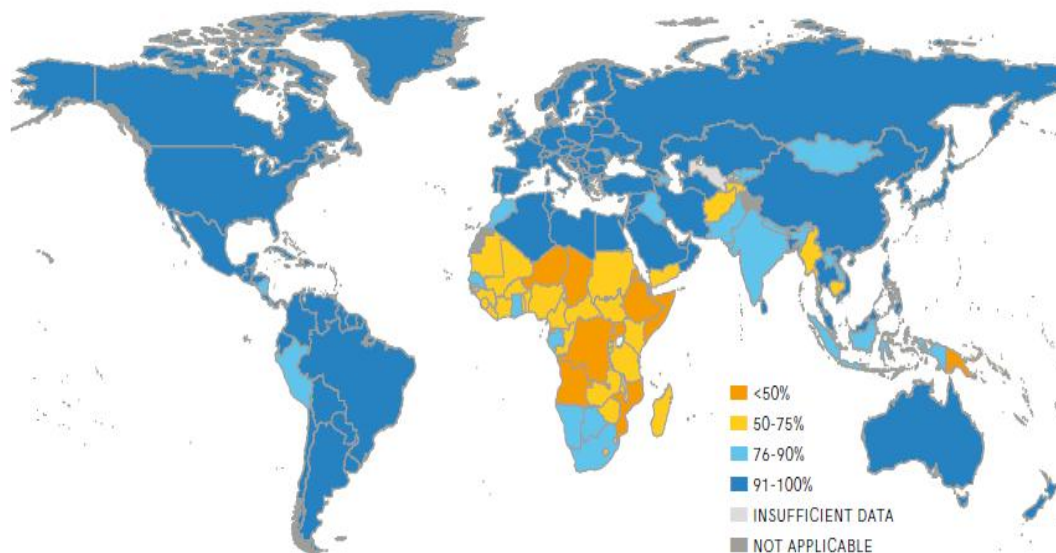 <50%
50-75%
76-90%
91-100%
INSUFFICIENT DATA
NOT APPLICABLE